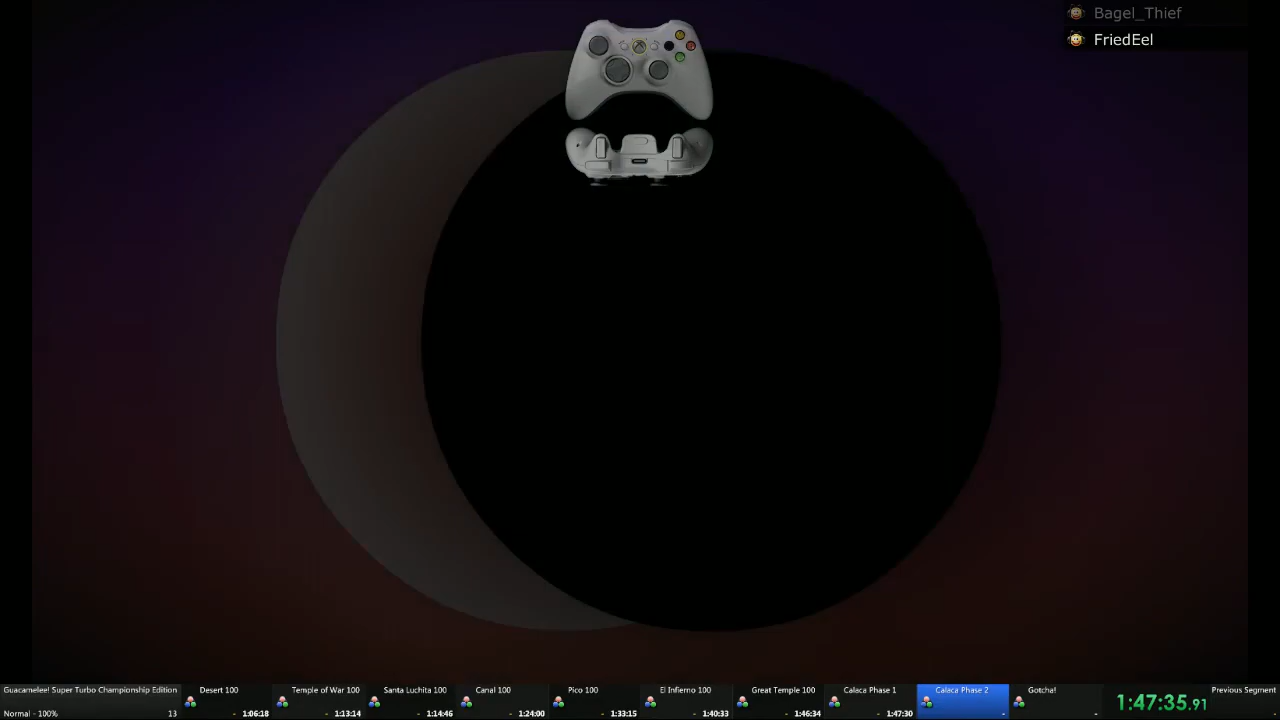 Bagel_Thief
FriedEel
Guacamelee! Super Turbo Championship Edition
Normal - 100% 13
Desert 100
- 1:06:18
Temple of War 100
- 1:13:14
Santa Luchita 100
- 1:14:46
Canal 100
- 1:24:00
Pico 100
- 1:33:15
El Infierno 100
- 1:40:33
Great Temple 100
- 1:46:34
Calaca Phase 1
- 1:47:30
Calaca Phase 2
-
Gotcha!
-
1:47:35.91
Previous Segment
-